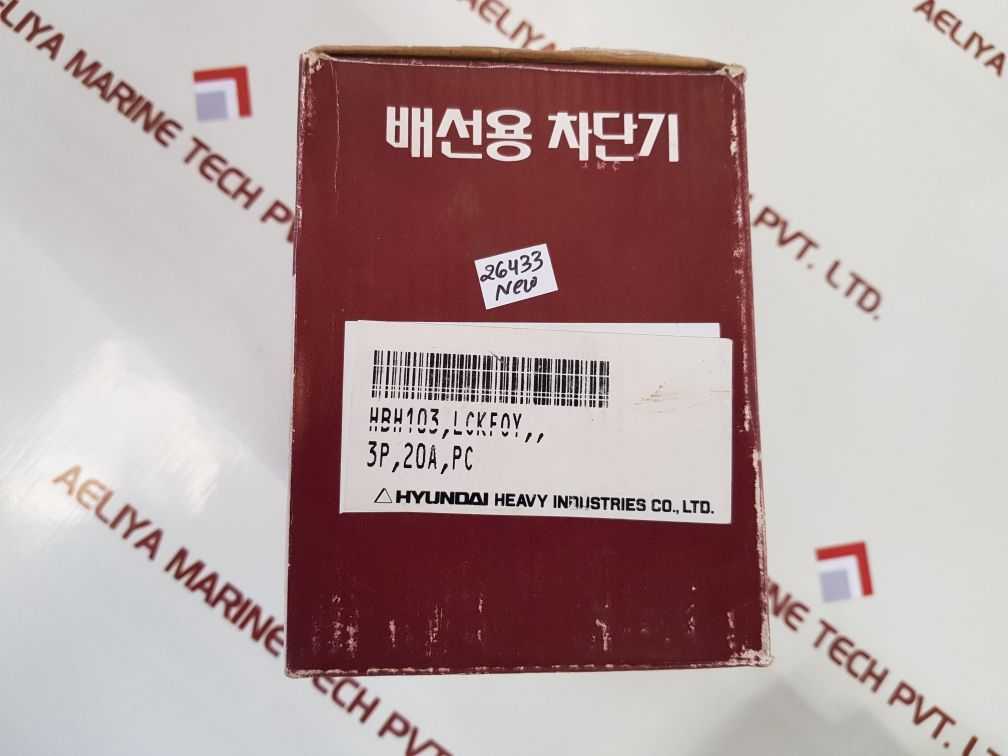 배선용 차단기
26433
New
HBH103,LCKFOY,,
3P,20A,PC
HYUNDAI HEAVY INDUSTRIES CO., LTD.
AELIYA MARINE TECH PVT. LTD.
AELIYA
AELIYA MARINE TECH PVT. LTD.